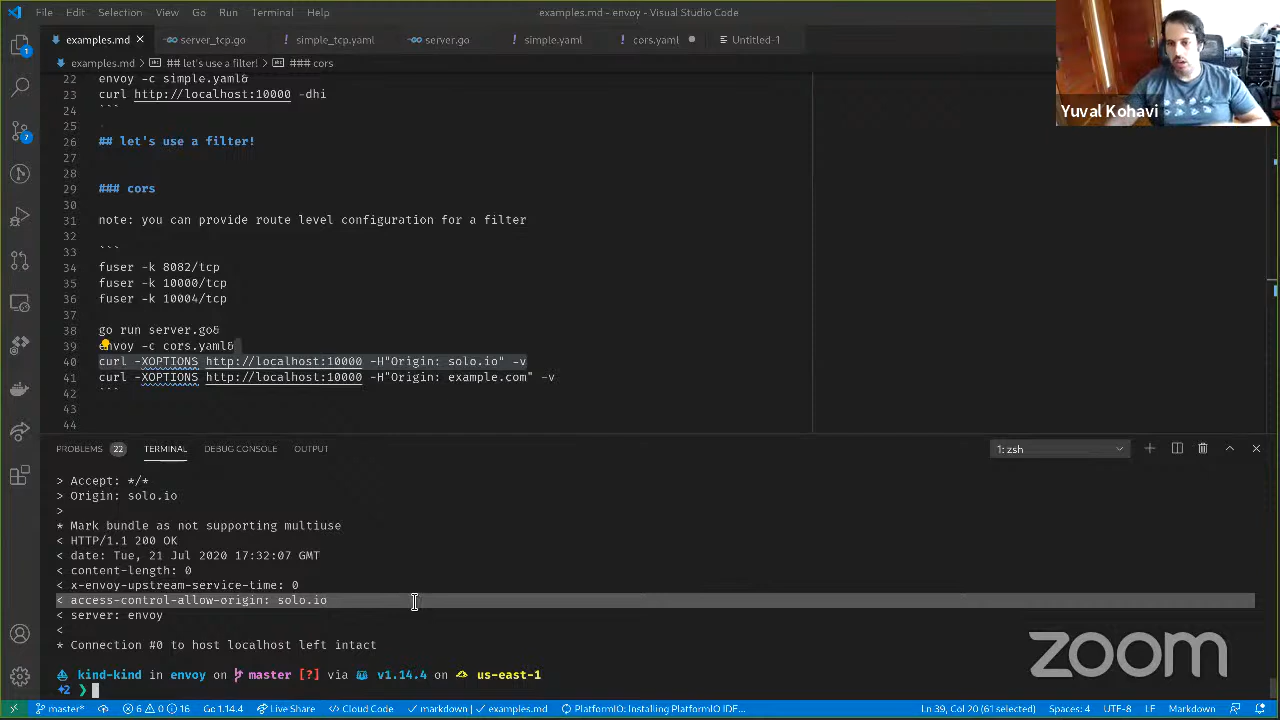 File Edit Selection View Go Run Terminal Help
examples.md - envoy - Visual Studio Code
examples.md server_tcp.go simple_tcp.yaml server.go simple.yaml cors.yaml Untitled-1
examples.md > ## let's use a filter! > ### cors
22 envoy -c simple.yaml&
23 curl http://localhost:10000 -dhi
24 ```
25
26 ## let's use a filter!
27
28
29 ### cors
30
31 note: you can provide route level configuration for a filter
32
33 ```
34 fuser -k 8082/tcp
35 fuser -k 10000/tcp
36 fuser -k 10004/tcp
37
38 go run server.go&
39 envoy -c cors.yaml&
40 curl -XOPTIONS http://localhost:10000 -H"Origin: solo.io" -v
41 curl -XOPTIONS http://localhost:10000 -H"Origin: example.com" -v
42 ```
43
44
Yuval Kohavi
1
7
PROBLEMS 22 TERMINAL DEBUG CONSOLE OUTPUT 1: zsh
> Accept: */*
> Origin: solo.io
>
* Mark bundle as not supporting multiuse
< HTTP/1.1 200 OK
< date: Tue, 21 Jul 2020 17:32:07 GMT
< content-length: 0
< x-envoy-upstream-service-time: 0
< access-control-allow-origin: solo.io
< server: envoy
<
* Connection #0 to host localhost left intact
kind-kind in envoy on master [?] via v1.14.4 on us-east-1
+2 ❯
zoom
master* 6 0 16 Go 1.14.4 Live Share Cloud Code markdown | examples.md PlatformIO: Installing PlatformIO IDE... Ln 39, Col 20 (61 selected) Spaces: 4 UTF-8 LF Markdown